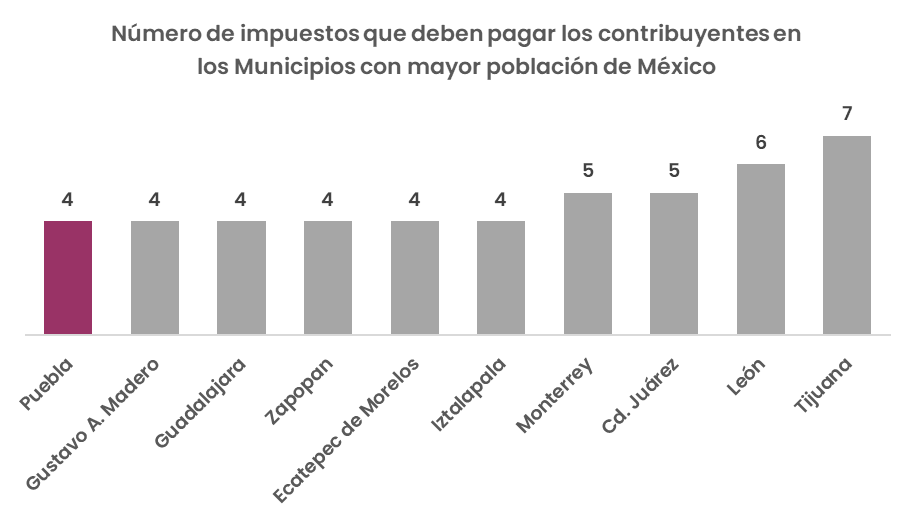 Número de impuestos que deben pagar los contribuyentes en
los Municipios con mayor población de México
4
4
4
4
4
4
5
5
6
7
Puebla
Gustavo A. Madero
Guadalajara
Zapopan
Ecatepec de Morelos
Iztalapala
Monterrey
Cd. Juárez
León
Tijuana